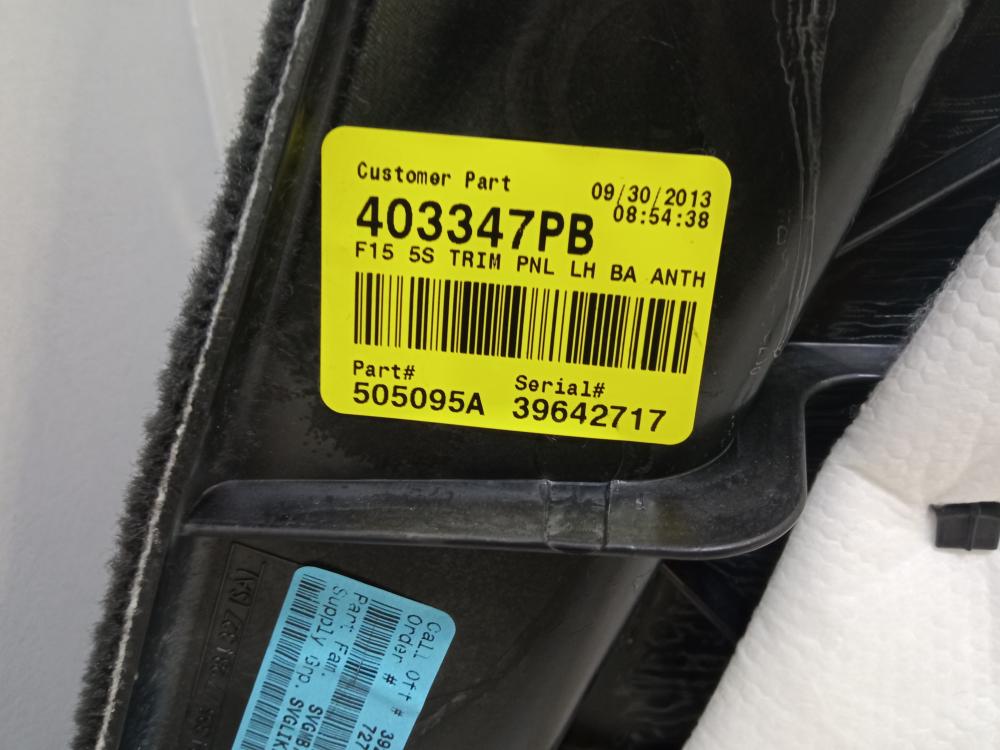 Customer Part
09/30/2013
08:54:38
403347PB
F15 5S TRIM PNL LH BA ANTH
Part#
505095A
Serial#
39642717
Call Off #
Order #
Part Fam.
Supply Grp.